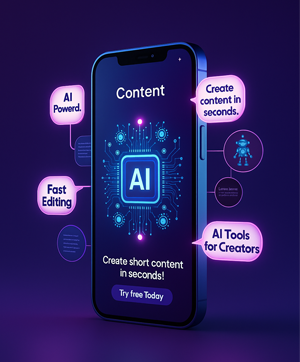 Content
AI
Powerd.
Create
content in
seconds.
AI
Fast
Editing
AI Tools
for Creators
Create short content
in seconds!
Try free Today